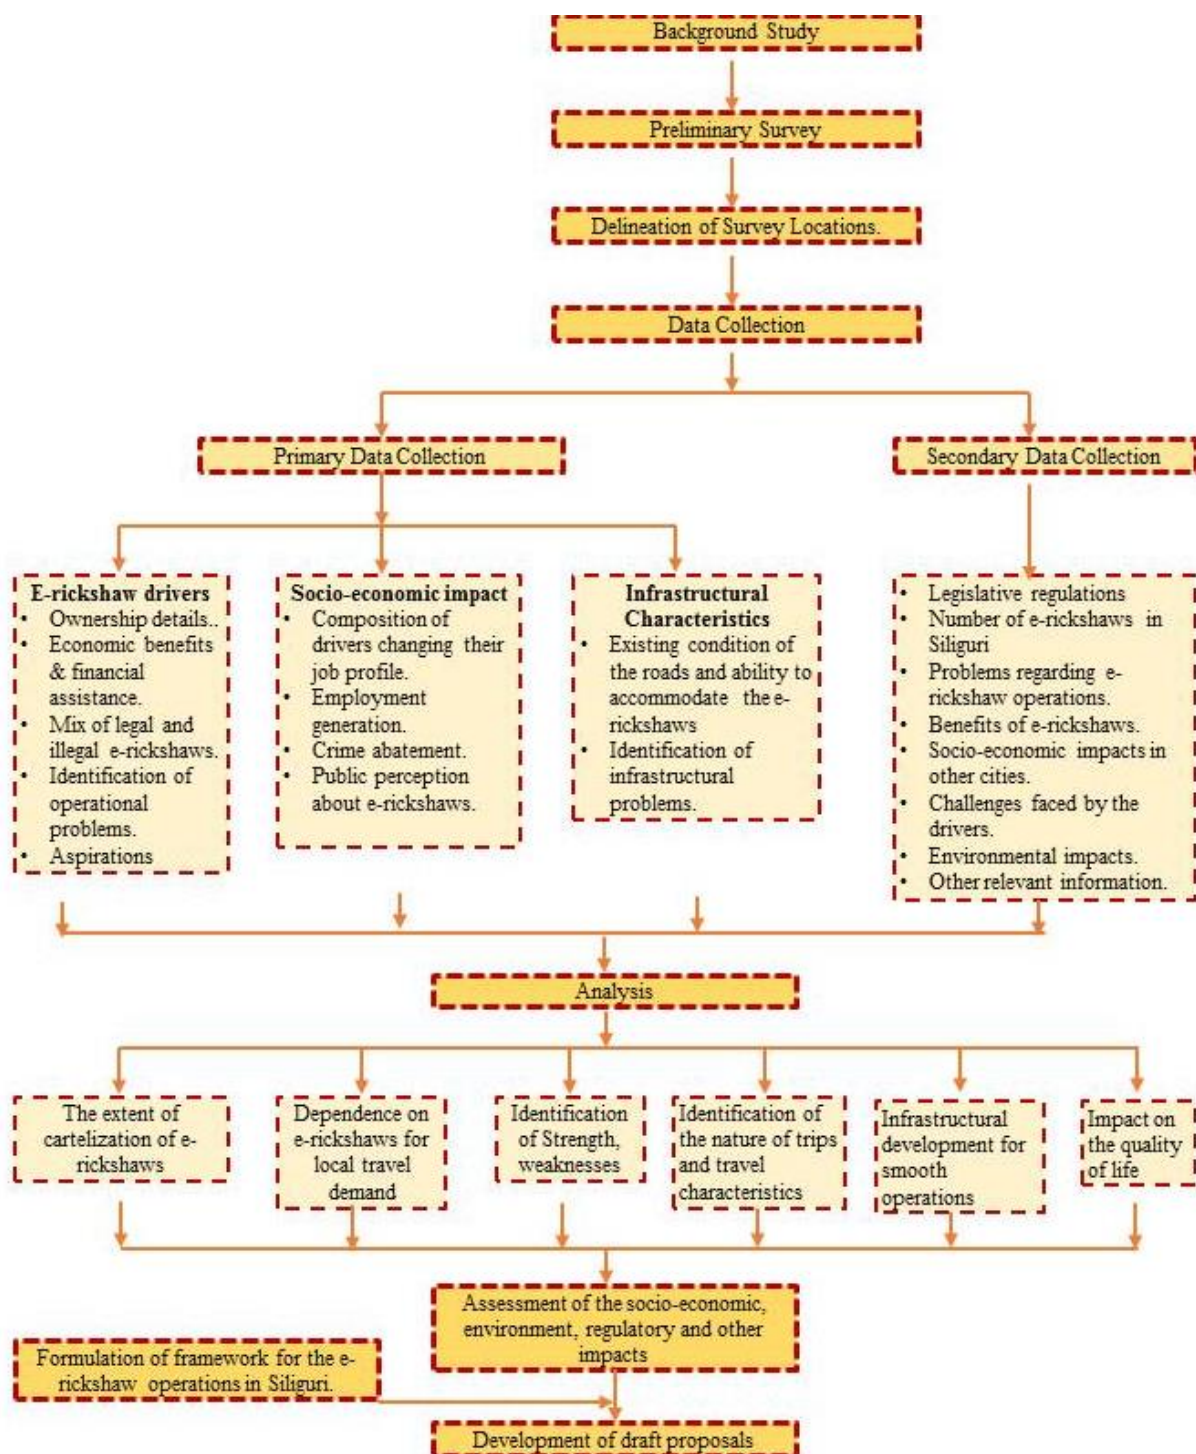 Background Study
Preliminary Survey
Delineation of Survey Locations.
Data Collection
Primary Data Collection
Secondary Data Collection
E-rickshaw drivers
• Ownership details..
• Economic benefits
& financial
assistance.
• Mix of legal and
illegal e-rickshaws.
• Identification of
operational
problems.
• Aspirations
Socio-economic impact
• Composition of
drivers changing their
job profile.
• Employment
generation.
• Crime abatement.
• Public perception
about e-rickshaws.
Infrastructural
Characteristics
• Existing condition of
the roads and ability to
accommodate the e-
rickshaws
• Identification of
infrastructural
problems.
• Legislative regulations
• Number of e-rickshaws in
Siliguri
• Problems regarding e-
rickshaw operations.
• Benefits of e-rickshaws.
• Socio-economic impacts in
other cities.
• Challenges faced by the
drivers.
• Environmental impacts.
• Other relevant information.
Analysis
The extent of
cartelization of e-
rickshaws
Dependence on
e-rickshaws for
local travel
demand
Identification
of Strength,
weaknesses
Identification of
the nature of trips
and travel
characteristics
Infrastructural
development for
smooth
operations
Impact on
the quality
of life
Assessment of the socio-economic,
environment, regulatory and other
impacts
Formulation of framework for the e-
rickshaw operations in Siliguri.
Development of draft proposals